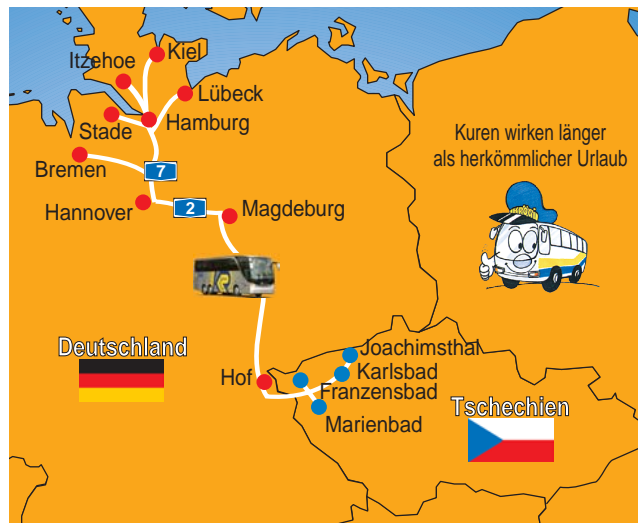 Kiel
Itzehoe
Lübeck
Stade
Hamburg
Kuren wirken länger
als herkömmlicher Urlaub
Bremen
7
Hannover
2
Magdeburg
Deutschland
Joachimsthal
Hof
Karlsbad
Franzensbad
Marienbad
Tschechien